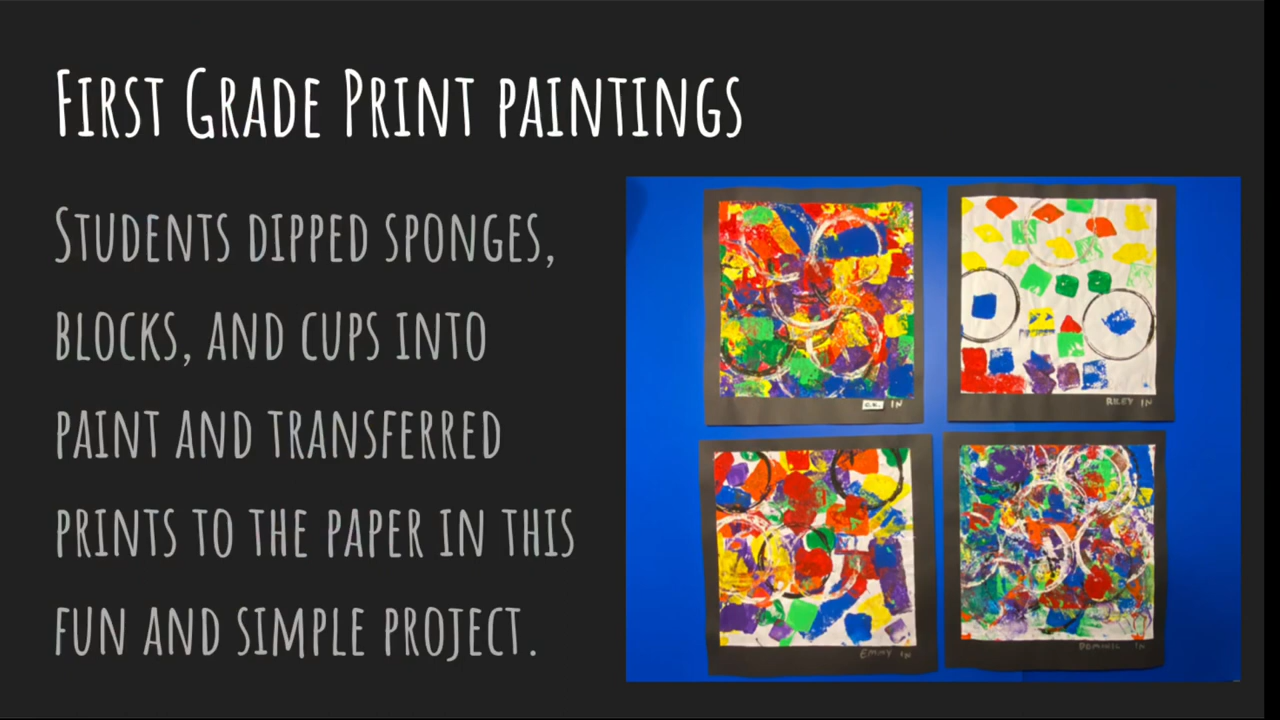 First Grade Print paintings
Students dipped sponges,
blocks, and cups into
paint and transferred
prints to the paper in this
fun and simple project.
RILEY 1N
EMMY 1N
1N